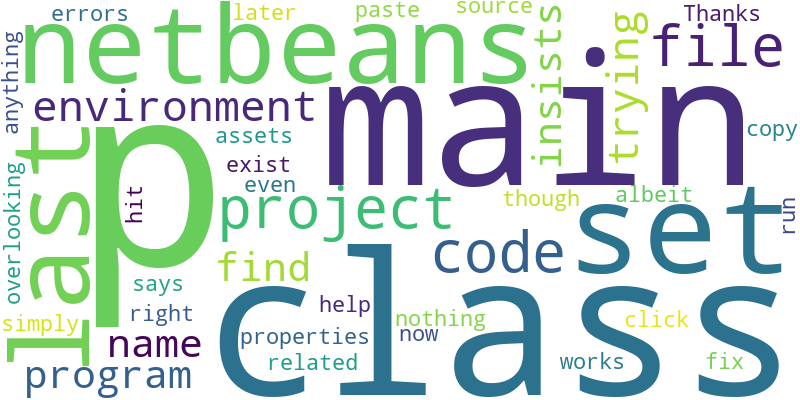 errors
later
paste
source
Thanks
netbeans
insists
trying
file
anything
environment
main
assets
copy
last
p
exist
even
hit
overlooking
project
though
albeit
set
run
find
code
says
class
simply
right
help
nothing
click
name
properties
now
program
related
works
fix